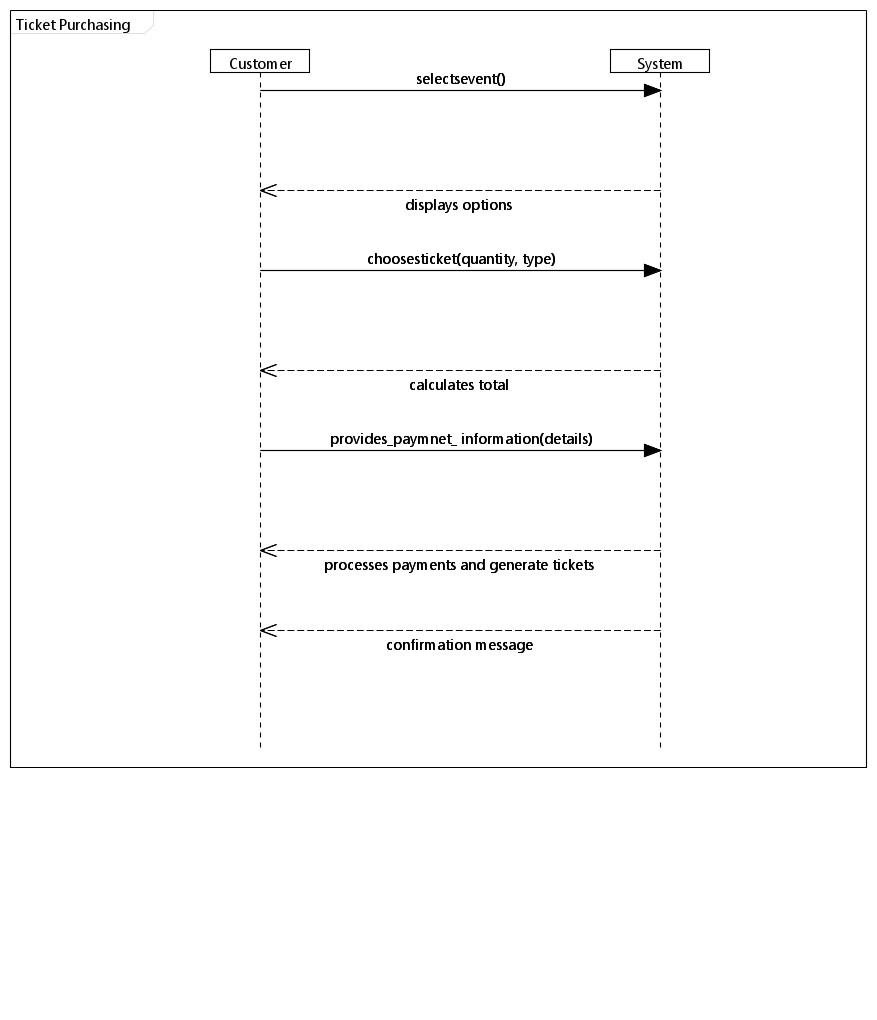 Ticket Purchasing
Customer
System
selectsevent()
displays options
choosesticket(quantity, type)
calculates total
provides_paymnet_ information(details)
processes payments and generate tickets
confirmation message